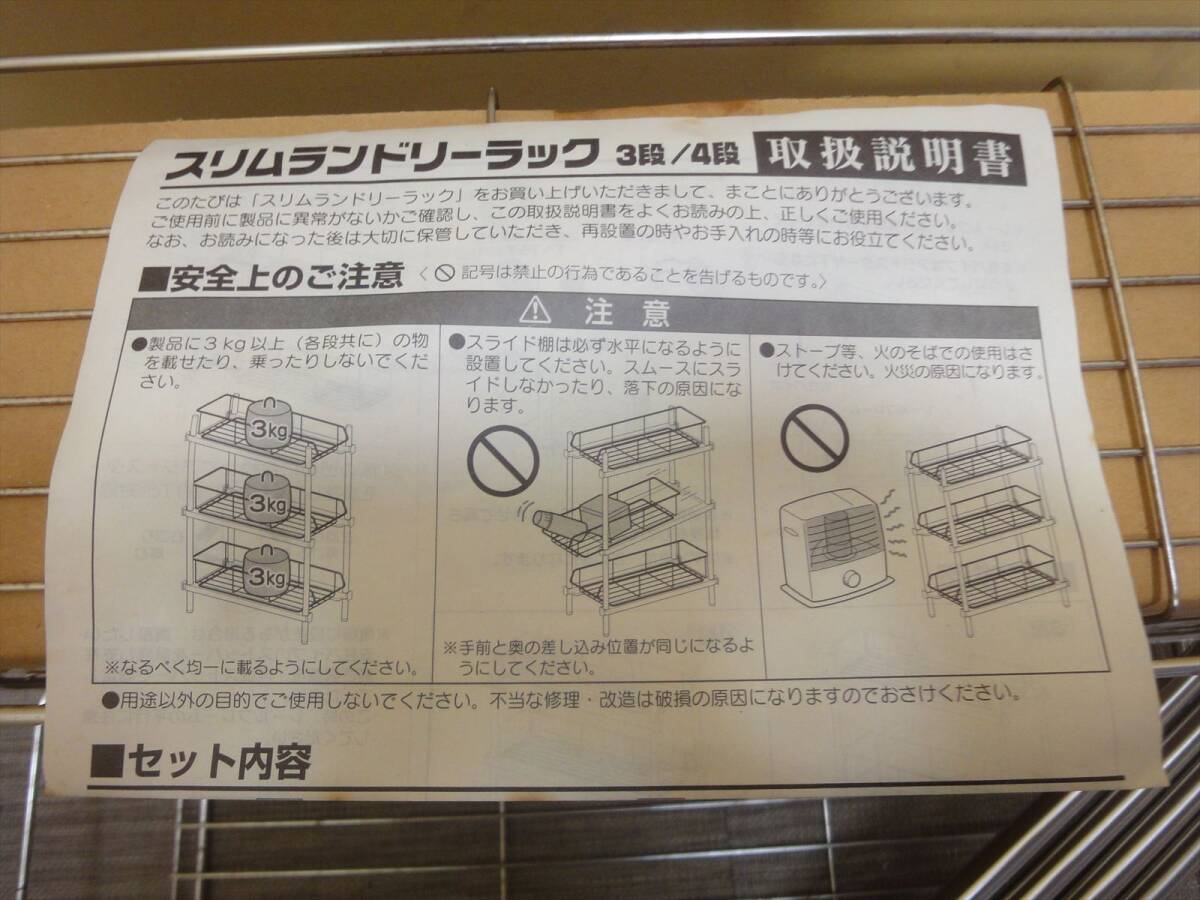 スリムランドリーラック 3段/4段 取扱説明書
このたびは「スリムランドリーラック」をお買い上げいただきまして、まことにありがとうございます。
ご使用前に製品に異常がないかご確認し、この取扱説明書をよくお読みの上、正しくご使用ください。
なお、お読みになった後は大切に保管していただき、再設置の時やお手入れの時等にお役立てください。
■安全上のご注意〈🚫記号は禁止の行為であることを告げるものです。〉
⚠ 注意
●製品に3kg以上(各段共に)の物
を載せたり、乗ったりしないでくだ
さい。
3kg
3kg
3kg
※なるべく均一に載るようにしてください。
●スライド棚は必ず水平になるように
設置してください。スムースにスラ
イドしなかったり、落下の原因にな
ります。
※手前と奥の差し込み位置が同じになるよ
うにしてください。
●ストーブ等、火のそばでの使用はさ
けてください。火災の原因になります。
●用途以外の目的でご使用しないでください。不当な修理・改造は破損の原因になりますのでおさけください。
■セット内容